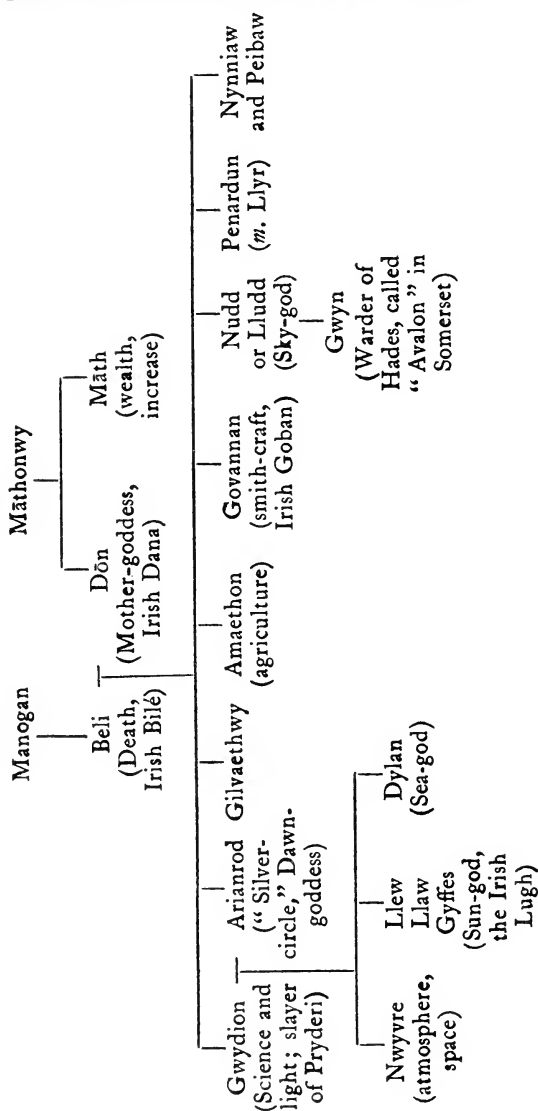 Manogan
Māthonwy
Beli
(Death,
Irish Bilé)
Dōn
(Mother-goddess,
Irish Dana)
Māth
(wealth,
increase)
Gwydion
(Science and
light; slayer
of Pryderi)
Arianrod
(“ Silver-
circle,” Dawn-
goddess)
Gilvaethwy
Amaethon
(agriculture)
Govannan
(smith-craft,
Irish Goban)
Nudd
or Lludd
(Sky-god)
Gwyn
(Warder of
Hades, called
“ Avalon ” in
Somerset)
Penardun
(m. Llyr)
Nynniaw
and Peibaw
Nwyvre
(atmosphere,
space)
Llew
Llaw
Gyffes
(Sun-god,
the Irish
Lugh)
Dylan
(Sea-god)